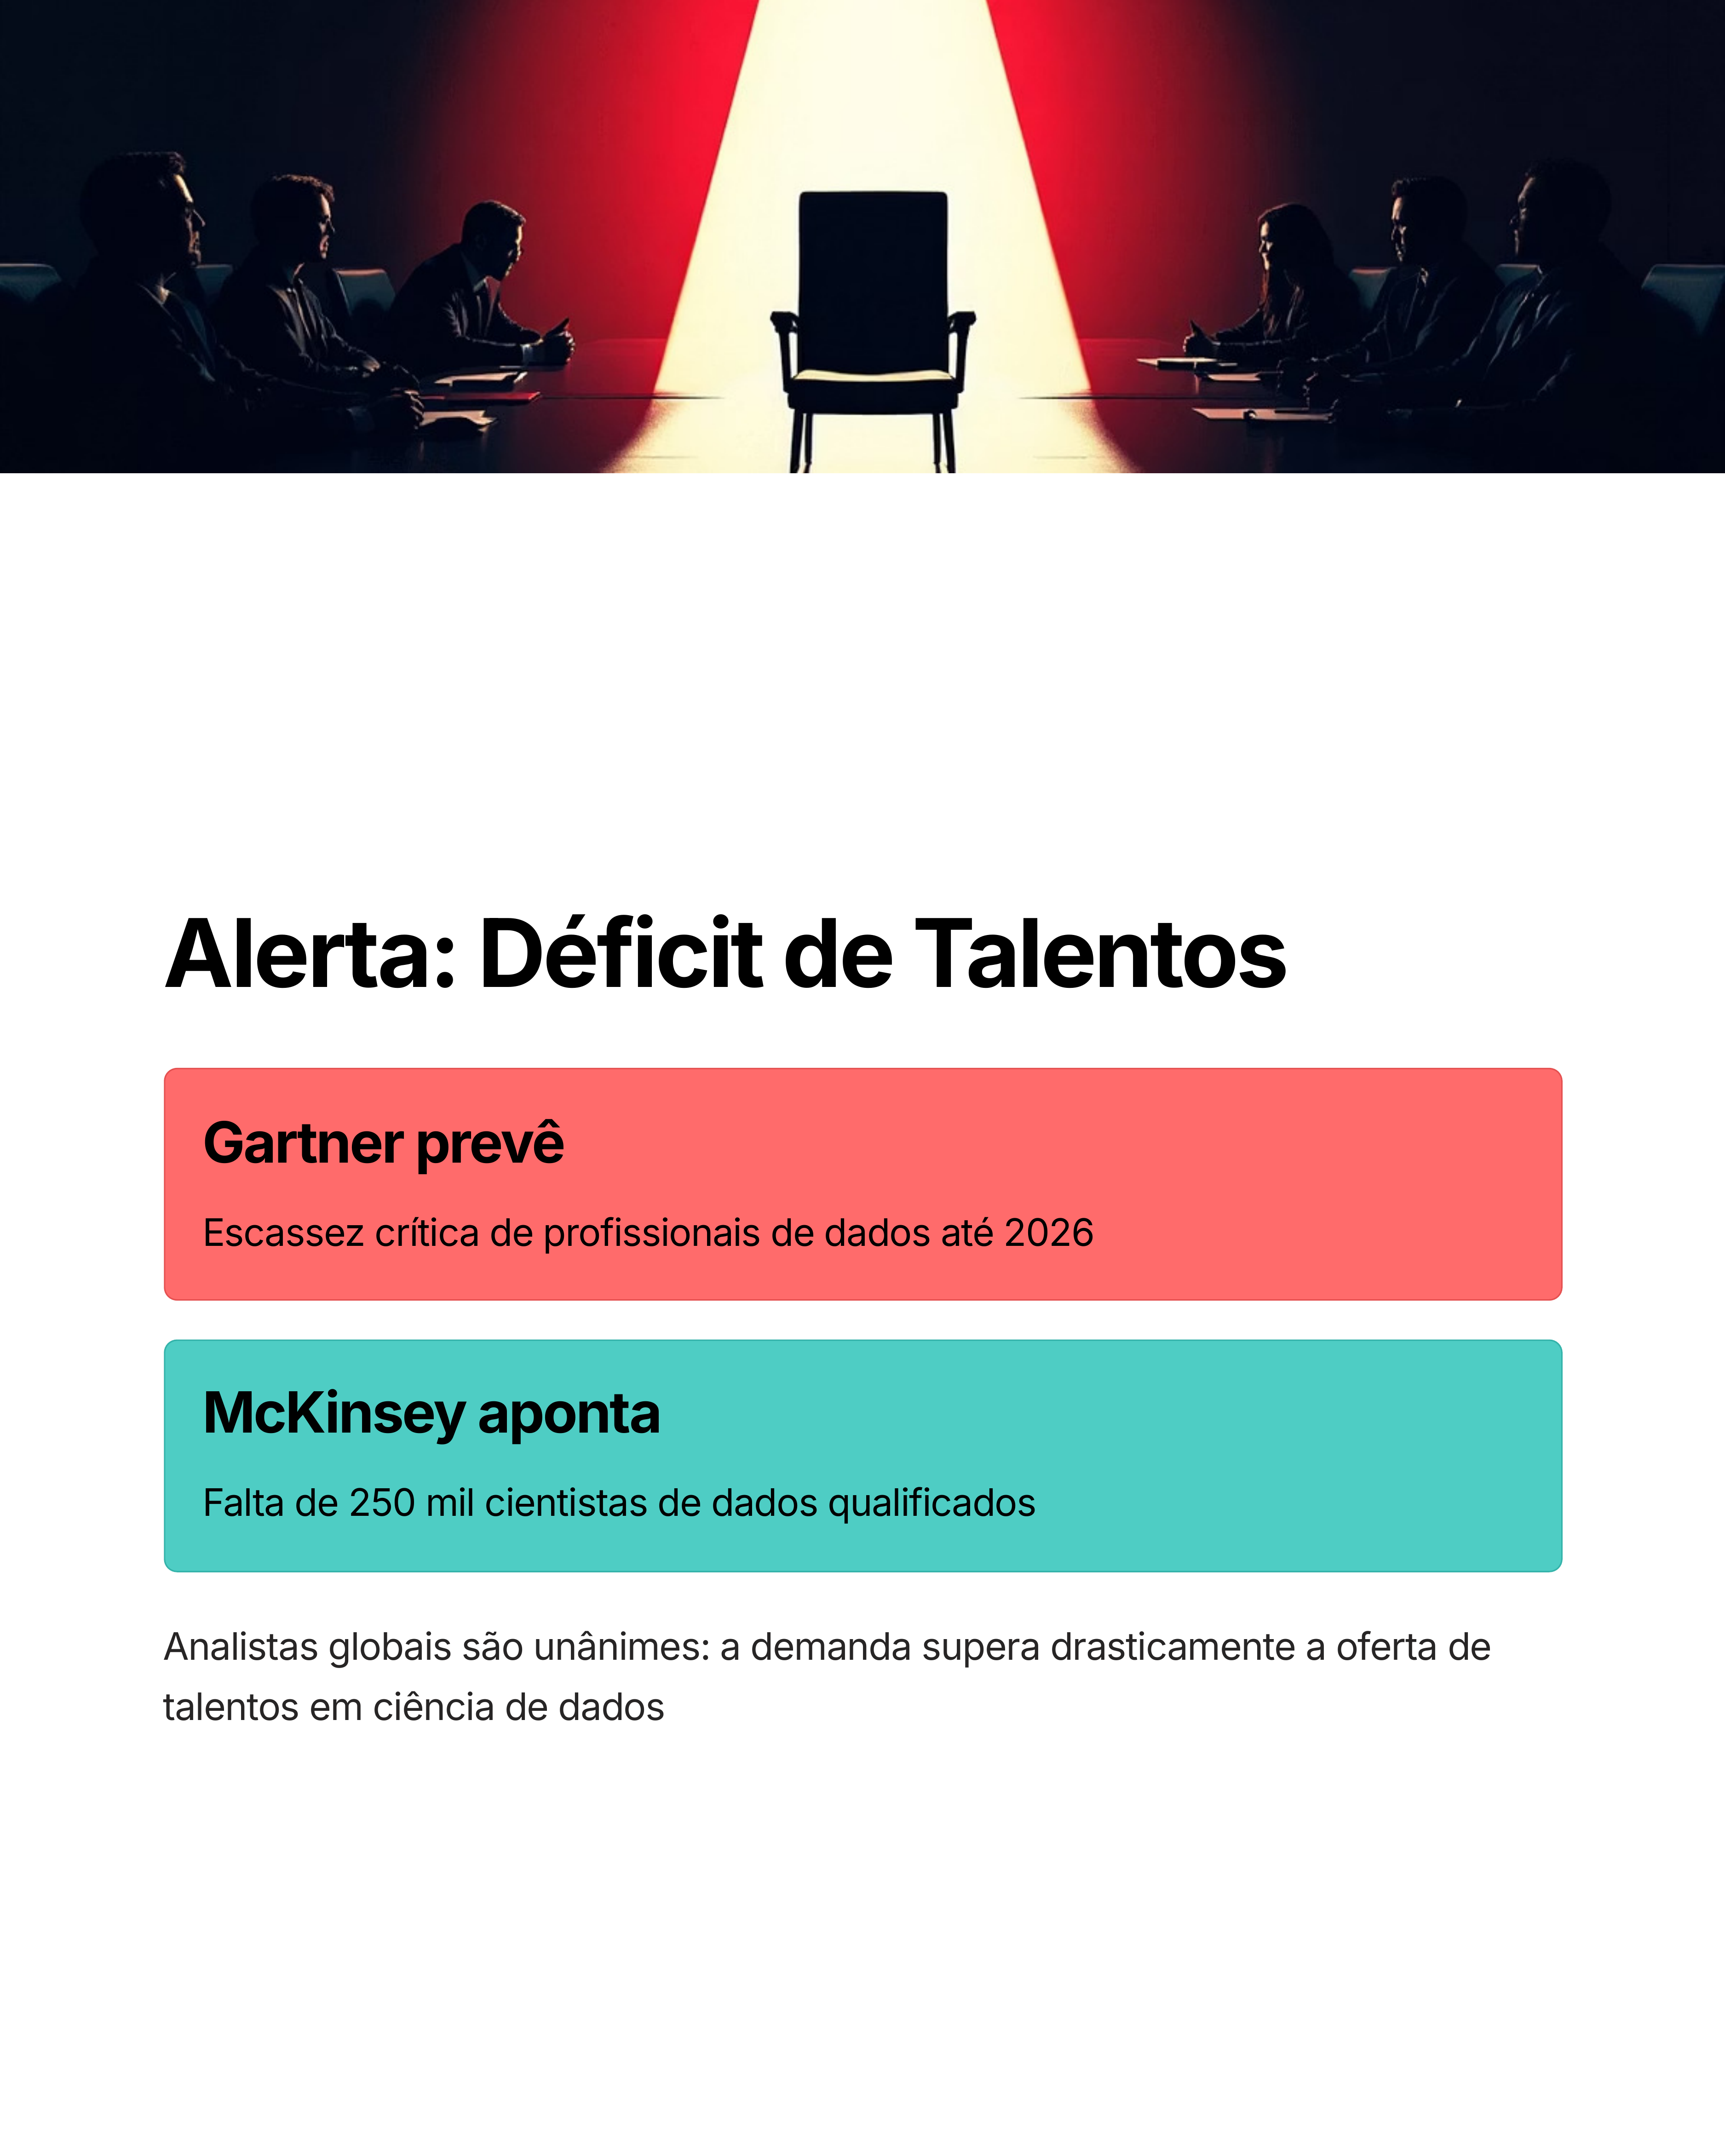 Alerta: Déficit de Talentos
Gartner prevê
Escassez crítica de profissionais de dados até 2026
McKinsey aponta
Falta de 250 mil cientistas de dados qualificados
Analistas globais são unânimes: a demanda supera drasticamente a oferta de
talentos em ciência de dados